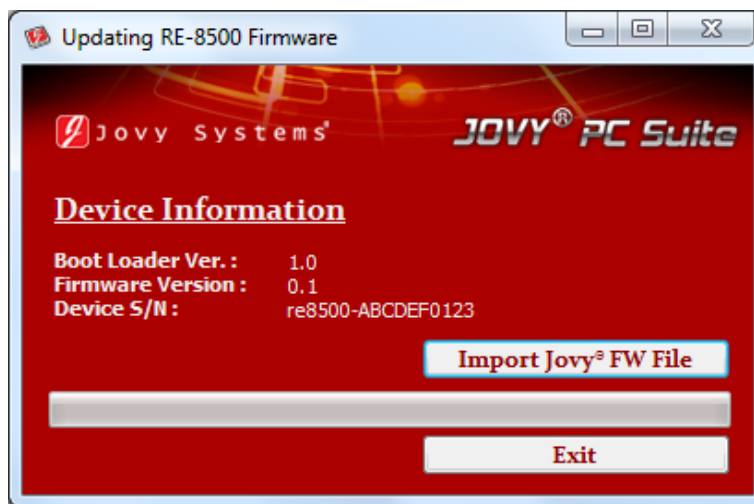 Updating RE-8500 Firmware
Jovy Systems® JOVY® PC Suite
Device Information
Boot Loader Ver. : 1.0
Firmware Version : 0.1
Device S/N : re8500-ABCDEF0123
Import Jovy® FW File
Exit